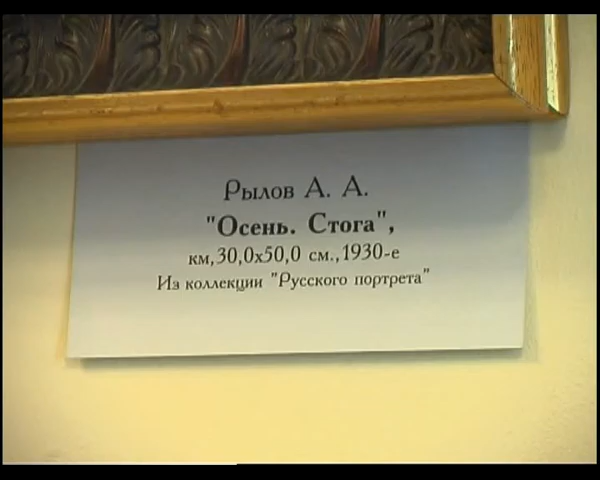 Рылов А. А.
"Осень. Стога",
км,30,0х50,0 см.,1930-е
Из коллекции "Русского портрета"